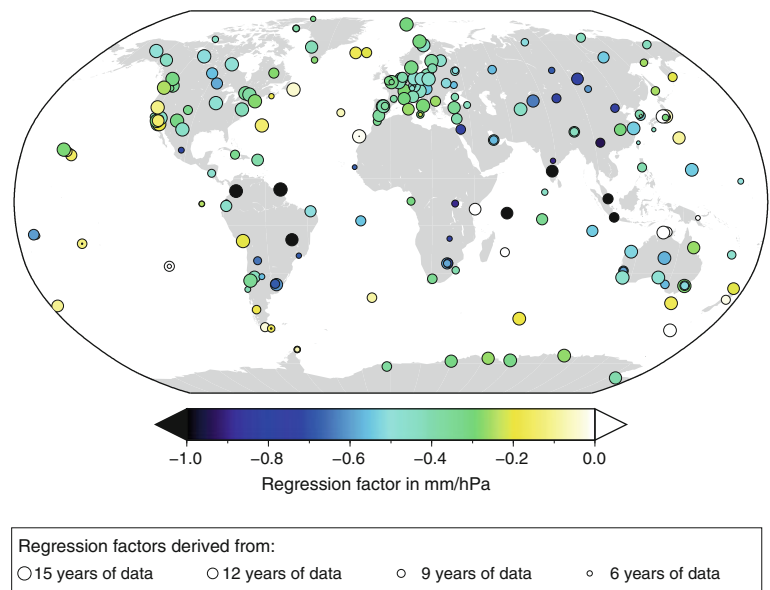 −1.0 −0.8 −0.6 −0.4 −0.2 0.0
Regression factor in mm/hPa
Regression factors derived from:
15 years of data 12 years of data 9 years of data 6 years of data